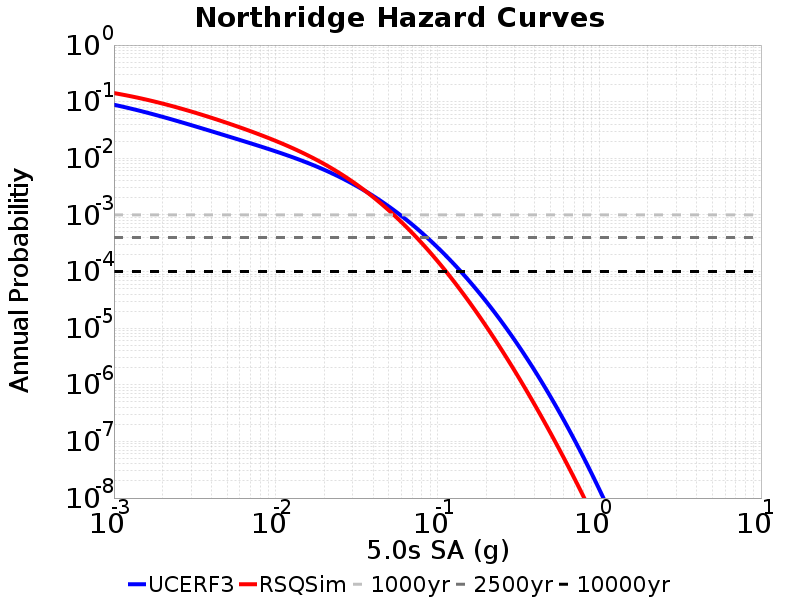 Northridge Hazard Curves
10^0
10^-1
10^-2
10^-3
10^-4
10^-5
10^-6
10^-7
10^-8
Annual Probabilitiy
10^-3 10^-2 10^-1 10^0 10^1
5.0s SA (g)
UCERF3 RSQSim 1000yr 2500yr 10000yr